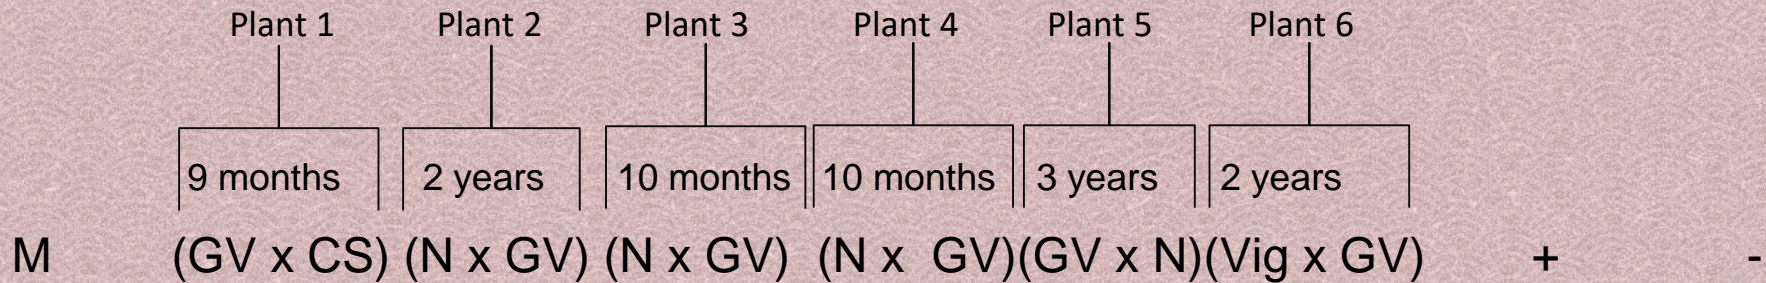 Plant 1 Plant 2 Plant 3 Plant 4 Plant 5 Plant 6
9 months 2 years 10 months 10 months 3 years 2 years
M (GV x CS) (N x GV) (N x GV) (N x GV)(GV x N)(Vig x GV) + -